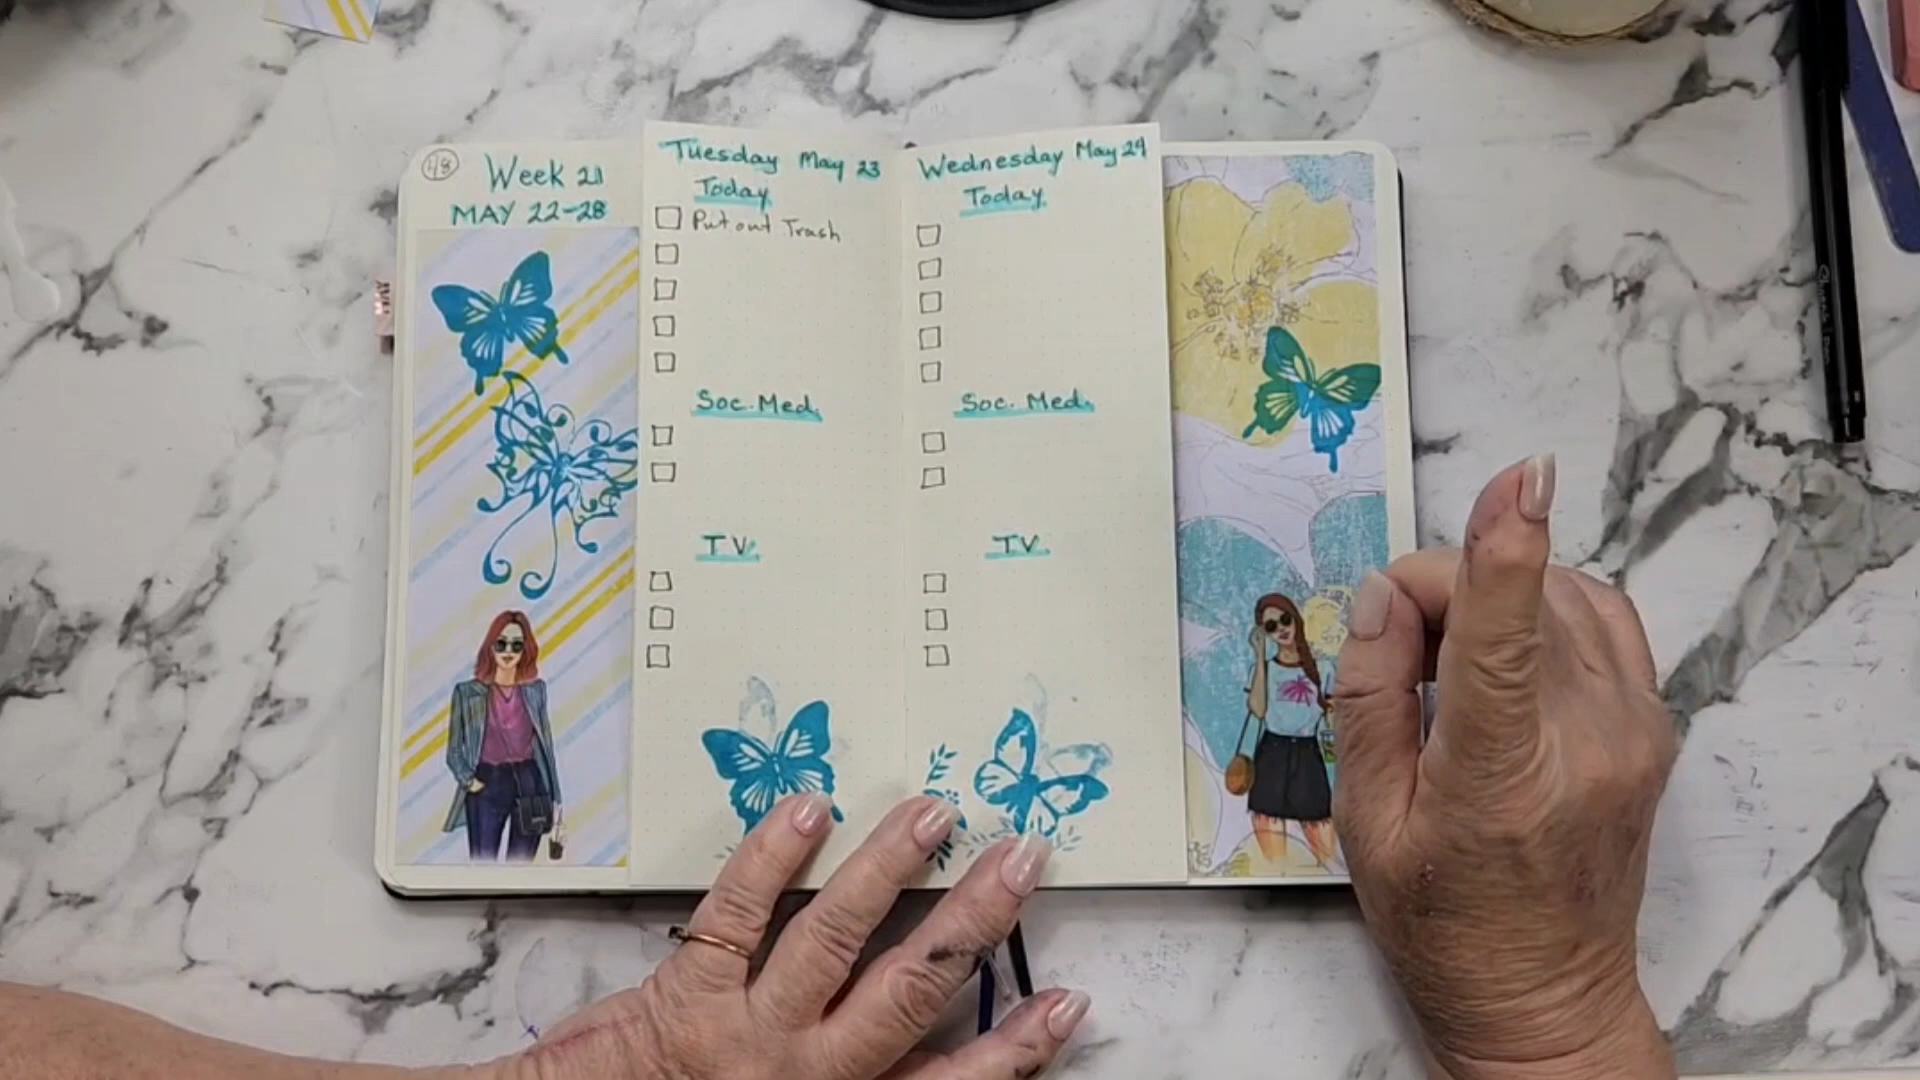 48
Week 21
MAY 22-28
Tuesday May 23
Today
Put out Trash
Soc. Med.
TV.
Wednesday May 24
Today
Soc. Med.
TV.